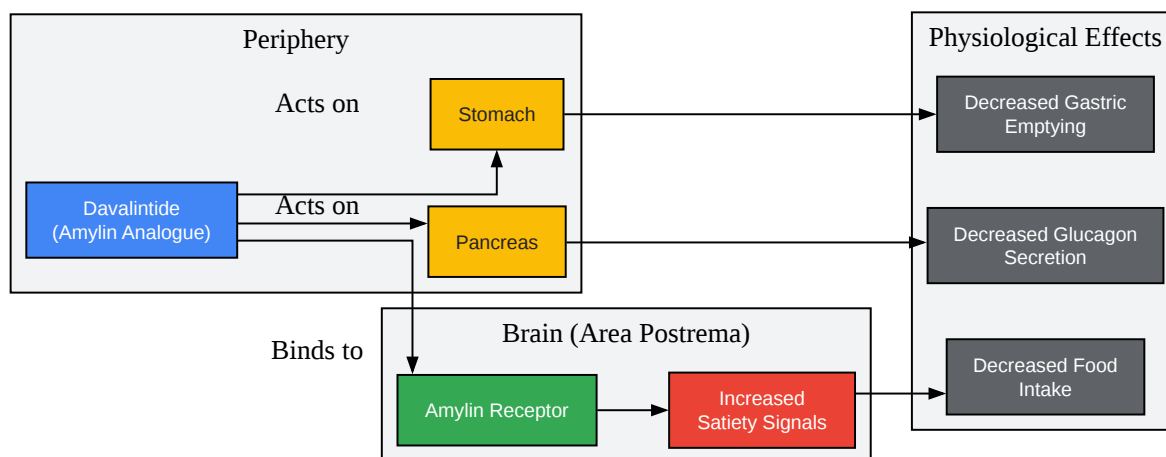 Periphery
Physiological Effects
Acts on
Stomach
Decreased Gastric
Emptying
Davalintide
(Amylin Analogue)
Acts on
Pancreas
Decreased Glucagon
Secretion
Binds to
Brain (Area Postrema)
Amylin Receptor
Increased
Satiety Signals
Decreased Food
Intake